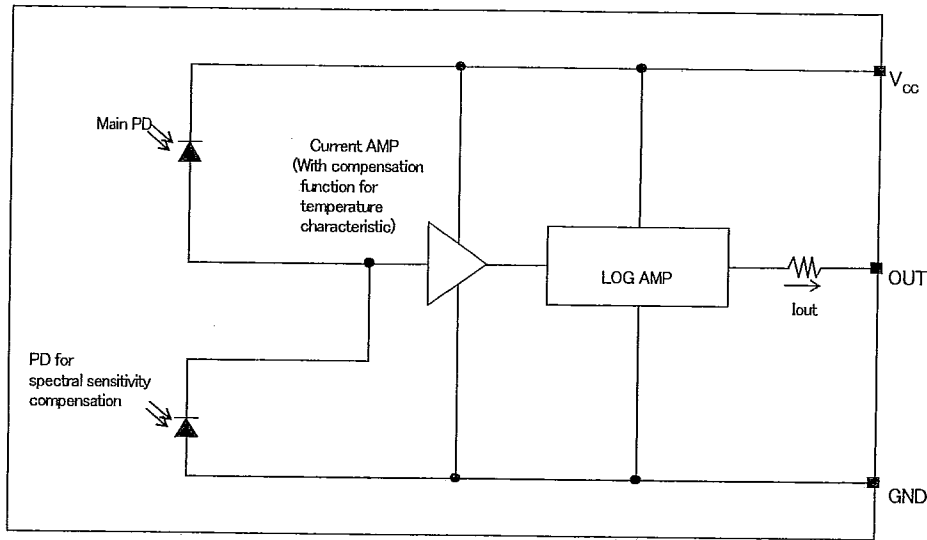 Vcc
Main PD
Current AMP
(With compensation
function for
temperature
characteristic)
LOG AMP
OUT
Iout
PD for
spectral sensitivity
compensation
GND